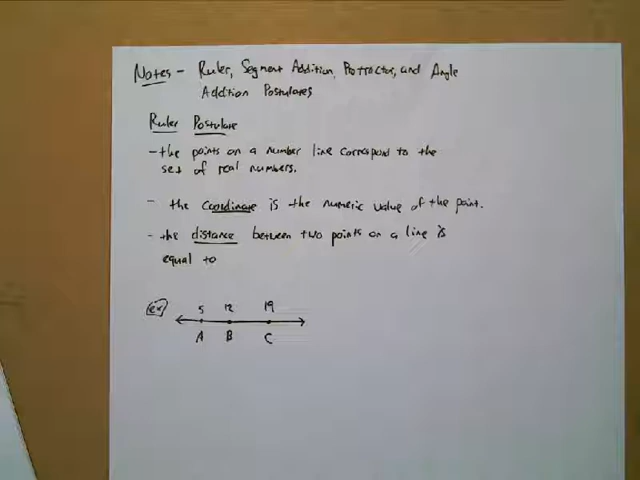 Notes - Ruler, Segment Addition, Protractor, and Angle
Addition Postulates
Ruler Postulate
- the points on a number line correspond to the
set of real numbers.
- the coordinate is the numeric value of the point.
- the distance between two points on a line is
equal to
ex
5 12 19
A B C